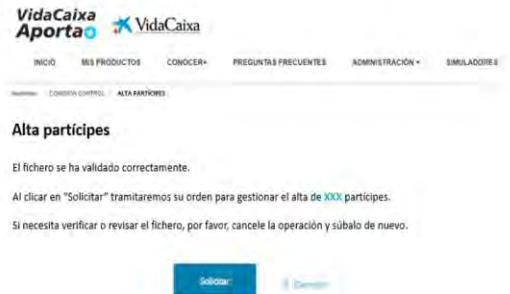 VidaCaixa
Aporta+
VidaCaixa
INICIO MIS PRODUCTOS CONOCER+ PREGUNTAS FRECUENTES ADMINISTRACIÓN SIMULADORES
COMISIÓN CONTROL / ALTA PARTÍCIPES
Alta partícipes
El fichero se ha validado correctamente.
Al clicar en "Solicitar" tramitaremos su orden para gestionar el alta de XXX partícipes.
Si necesita verificar o revisar el fichero, por favor, cancele la operación y súbalo de nuevo.
Solicitar